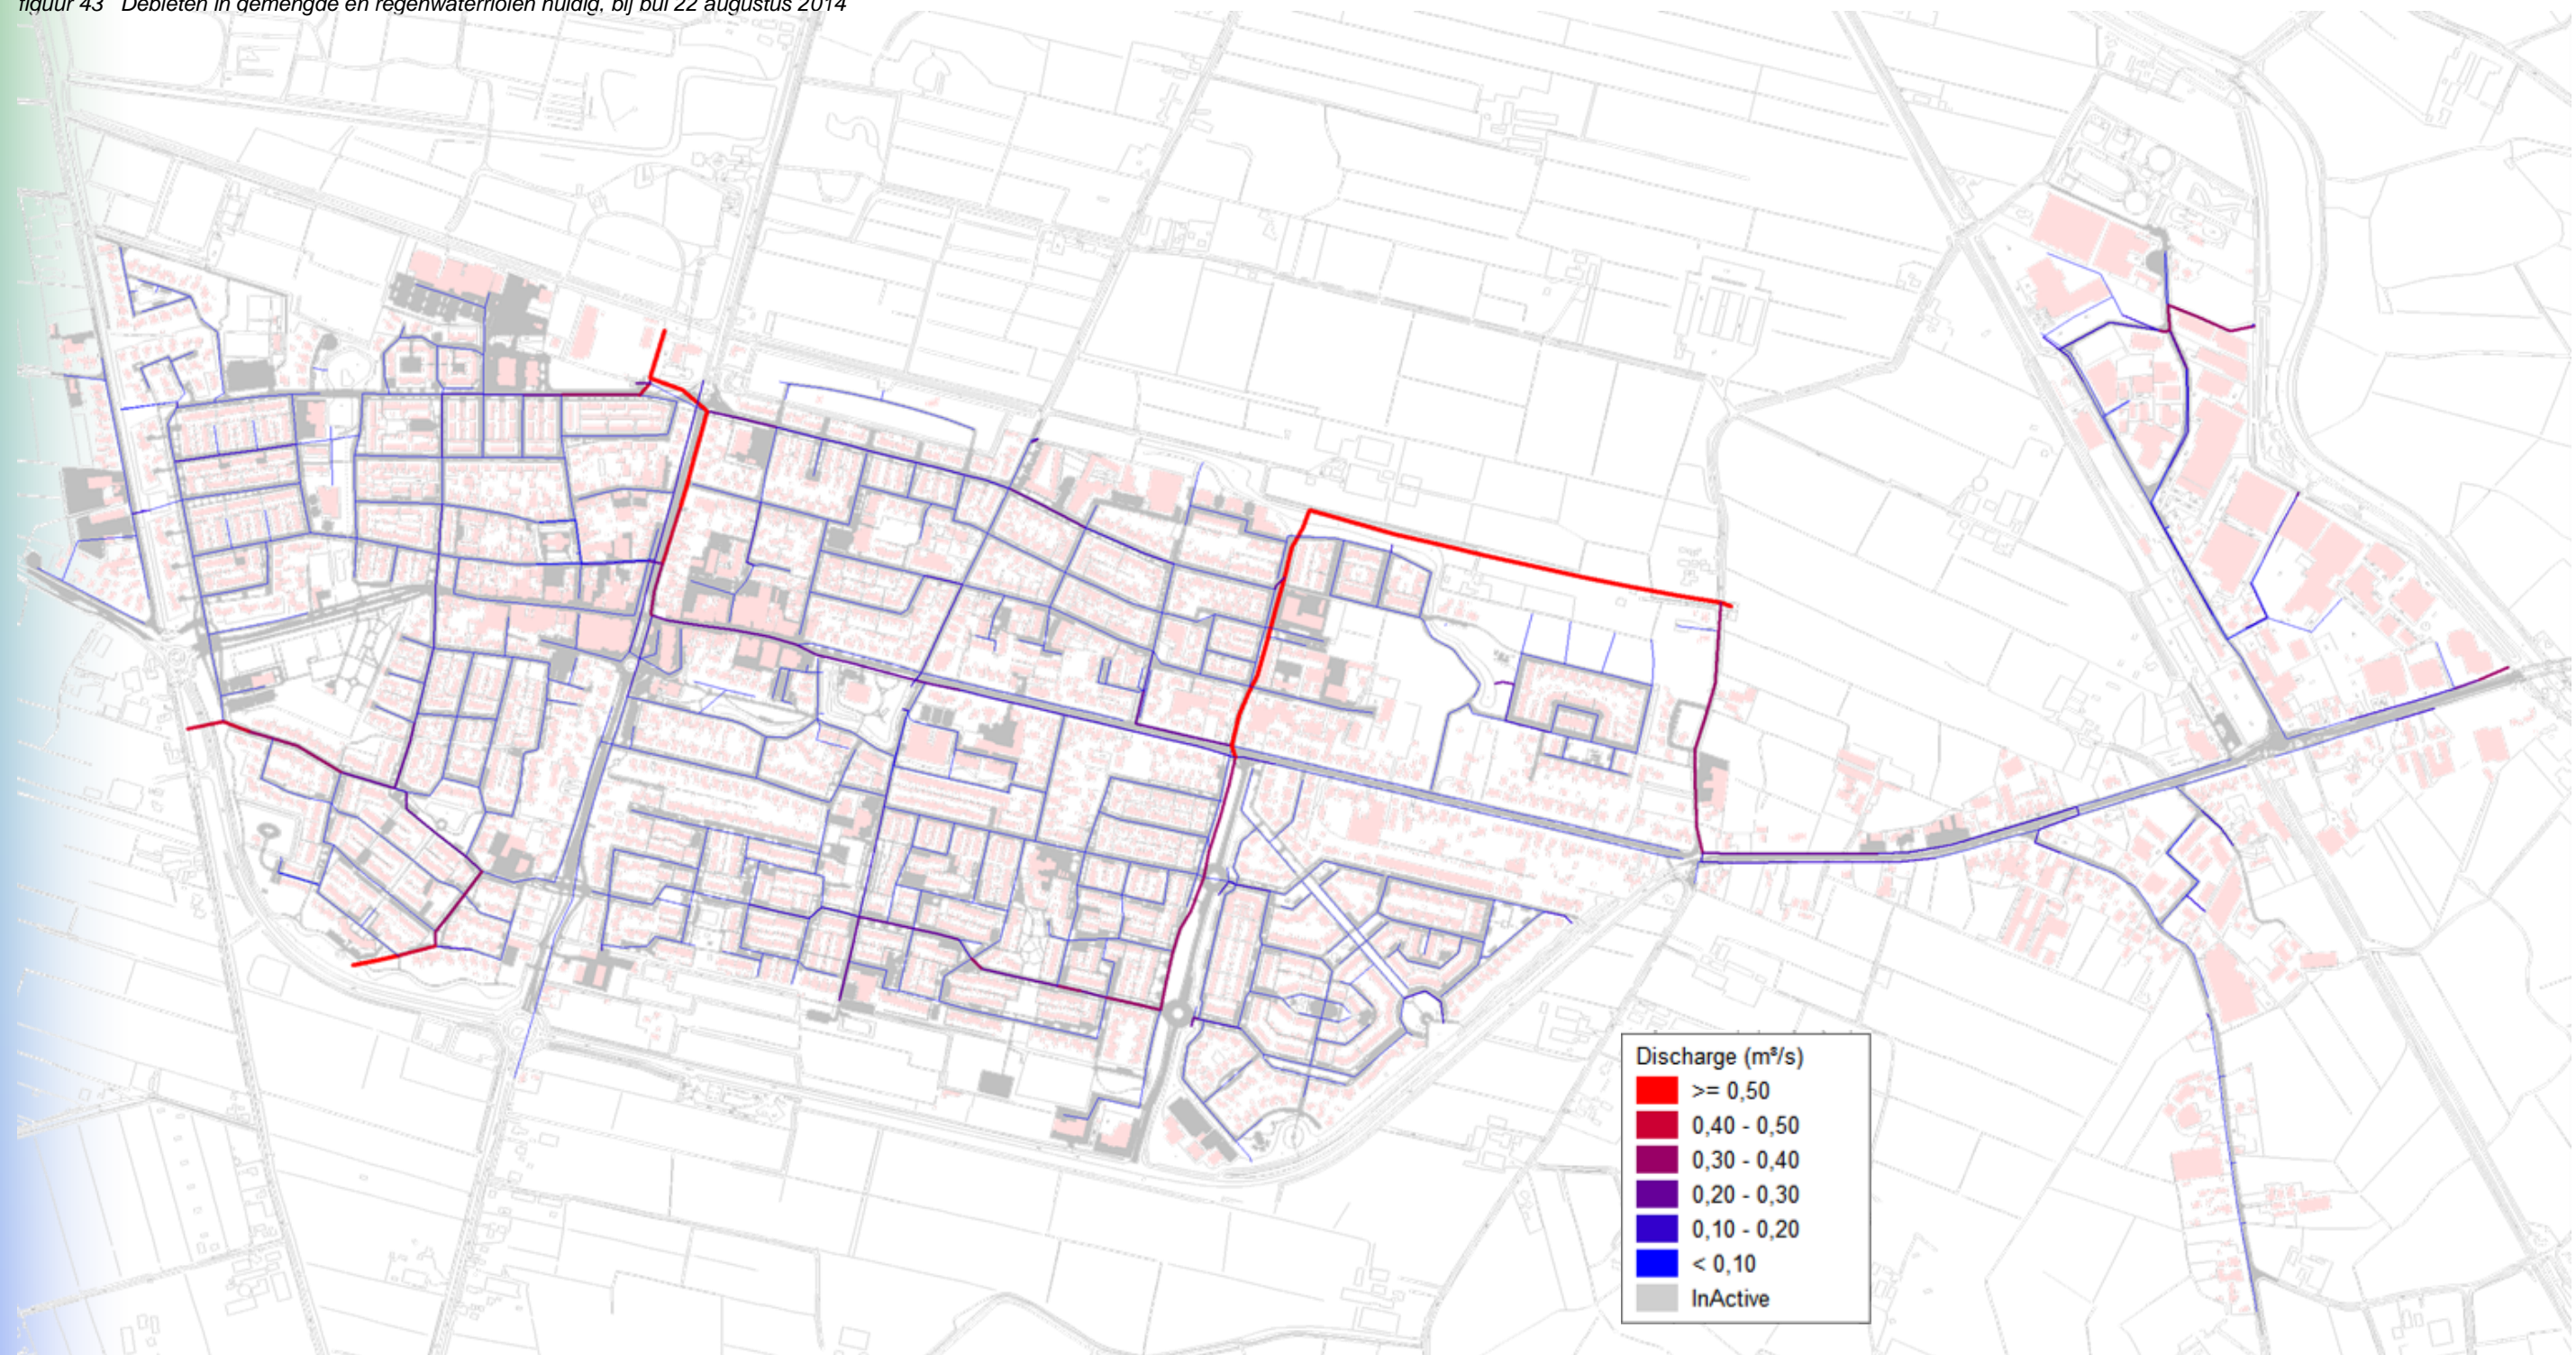 figuur 43 Debieten in gemengde en regenwaterriolen huidig, bij bui 22 augustus 2014
Discharge (m³/s)
>= 0,50
0,40 - 0,50
0,30 - 0,40
0,20 - 0,30
0,10 - 0,20
< 0,10
InActive